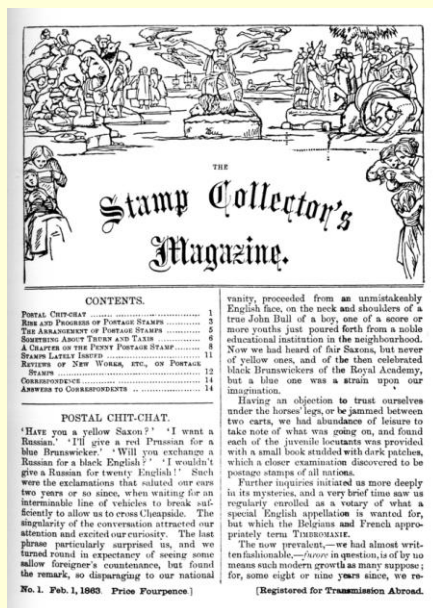 THE
Stamp Collector's
Magazine.
CONTENTS.
POSTAL CHIT-CHAT ........................ 1
RISE AND PROGRESS OF POSTAGE STAMPS ............ 3
THE ARRANGEMENT OF POSTAGE STAMPS ............ 5
SOMETHING ABOUT THURN AND TAXIS ............ 6
A CHAPTER ON THE PENNY POSTAGE STAMP ........ 8
STAMPS LATELY ISSUED ........................ 11
REVIEWS OF NEW WORKS, ETC., ON POSTAGE
STAMPS ........................ 12
CORRESPONDENCE ........................ 14
ANSWERS TO CORRESPONDENTS ............ 14
POSTAL CHIT-CHAT.
'Have you a yellow Saxon?' 'I want a
Russian.' 'I'll give a red Prussian for a
blue Brunswicker.' 'Will you exchange a
Russian for a black English?' 'I wouldn't
give a Russian for twenty English!' Such
were the exclamations that saluted our ears
two years or so since, when waiting for an
interminable line of vehicles to break suf-
ficiently to allow us to cross Cheapside. The
singularity of the conversation attracted our
attention and excited our curiosity. The last
phrase particularly surprised us, and we
turned round in expectancy of seeing some
sallow foreigner's countenance, but found
the remark, so disparaging to our national
vanity, proceeded from an unmistakeably
English face, on the neck and shoulders of a
true John Bull of a boy, one of a score or
more youths just poured forth from a noble
educational institution in the neighbourhood.
Now we had heard of fair Saxons, but never
of yellow ones, and of the then celebrated
black Brunswickers of the Royal Academy,
but a blue one was a strain upon our
imagination.
Having an objection to trust ourselves
under the horses' legs, or be jammed between
two carts, we had abundance of leisure to
take note of what was going on, and found
each of the juvenile locutants was provided
with a small book studded with dark patches,
which a closer examination discovered to be
postage stamps of all nations.
Further inquiries initiated us more deeply
in its mysteries, and a very brief time saw us
regularly enrolled as a votary of what a
special English appellation is wanted for,
but which the Belgians and French appro-
priately term TIMBROMANIE.
The now prevalent,—we had almost writ-
ten fashionable,—furore in question, is of by no
means such modern growth as many suppose;
for, some eight or nine years since, we re-
No. 1. Feb. 1, 1863. Price Fourpence.]
[Registered for Transmission Abroad.